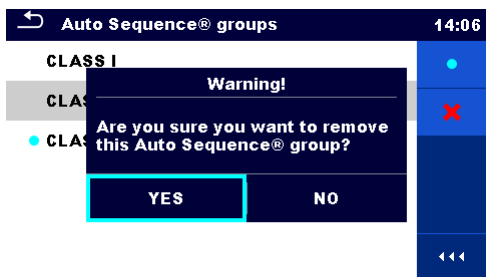 Auto Sequence® groups
14:06
CLASS I
CLAS
CLAS
Warning!
Are you sure you want to remove
this Auto Sequence® group?
YES
NO